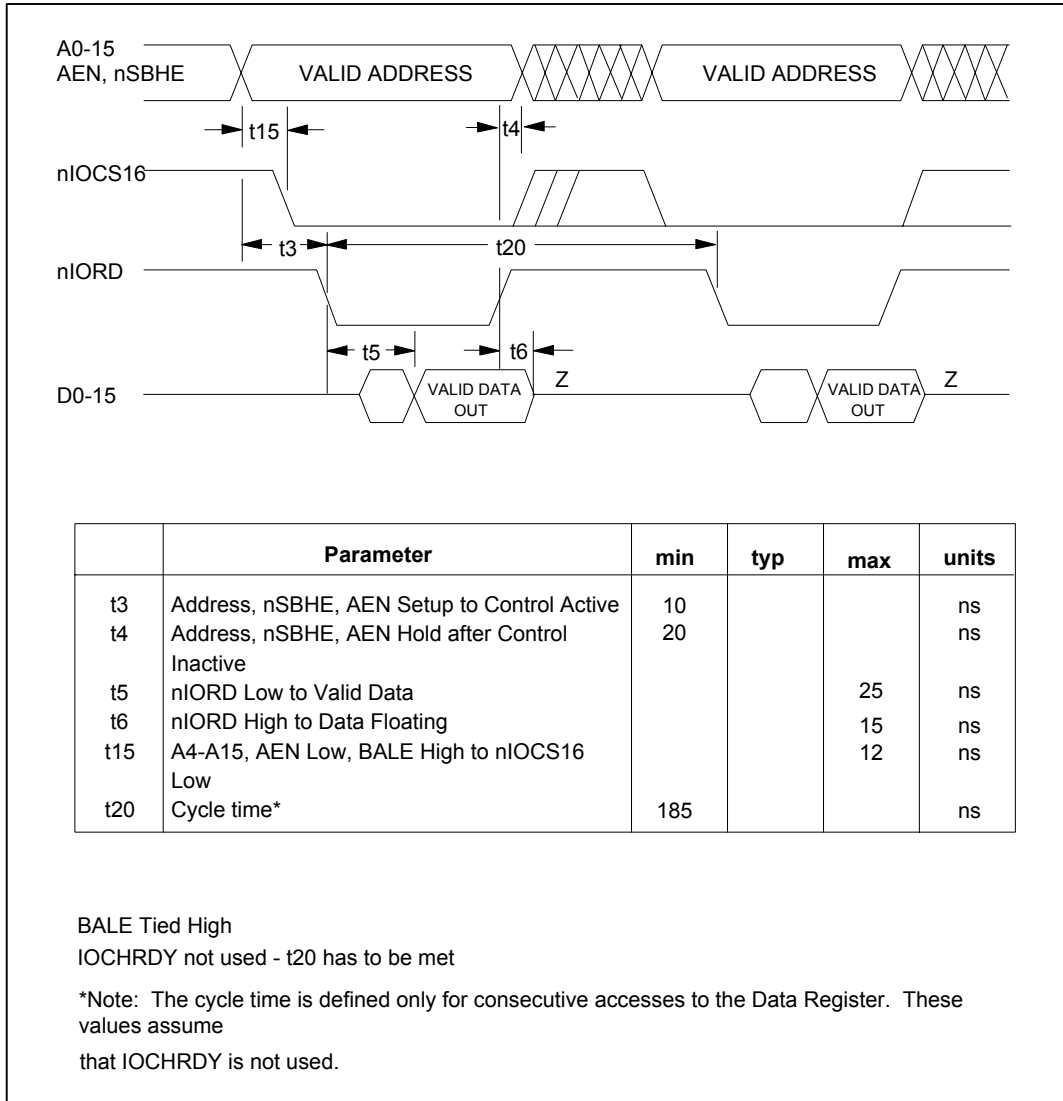 A0-15
AEN, nSBHE
VALID ADDRESS
VALID ADDRESS
t15
t4
nIOCS16
t3
t20
nIORD
t5
t6
D0-15
VALID DATA
OUT
Z
VALID DATA
OUT
Z
Parameter min typ max units
t3 Address, nSBHE, AEN Setup to Control Active 10 ns
t4 Address, nSBHE, AEN Hold after Control 20 ns
Inactive
t5 nIORD Low to Valid Data 25 ns
t6 nIORD High to Data Floating 15 ns
t15 A4-A15, AEN Low, BALE High to nIOCS16 12 ns
Low
t20 Cycle time* 185 ns
BALE Tied High
IOCHRDY not used - t20 has to be met
*Note: The cycle time is defined only for consecutive accesses to the Data Register. These
values assume
that IOCHRDY is not used.